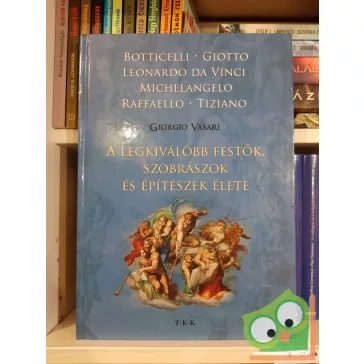 BOTTICELLI · GIOTTO
LEONARDO DA VINCI
MICHELANGELO
RAFFAELLO · TIZIANO
GIORGIO VASARI
A LEGKIVÁLÓBB FESTŐK,
SZOBRÁSZOK
ÉS ÉPÍTÉSZEK ÉLETE
T·K·K